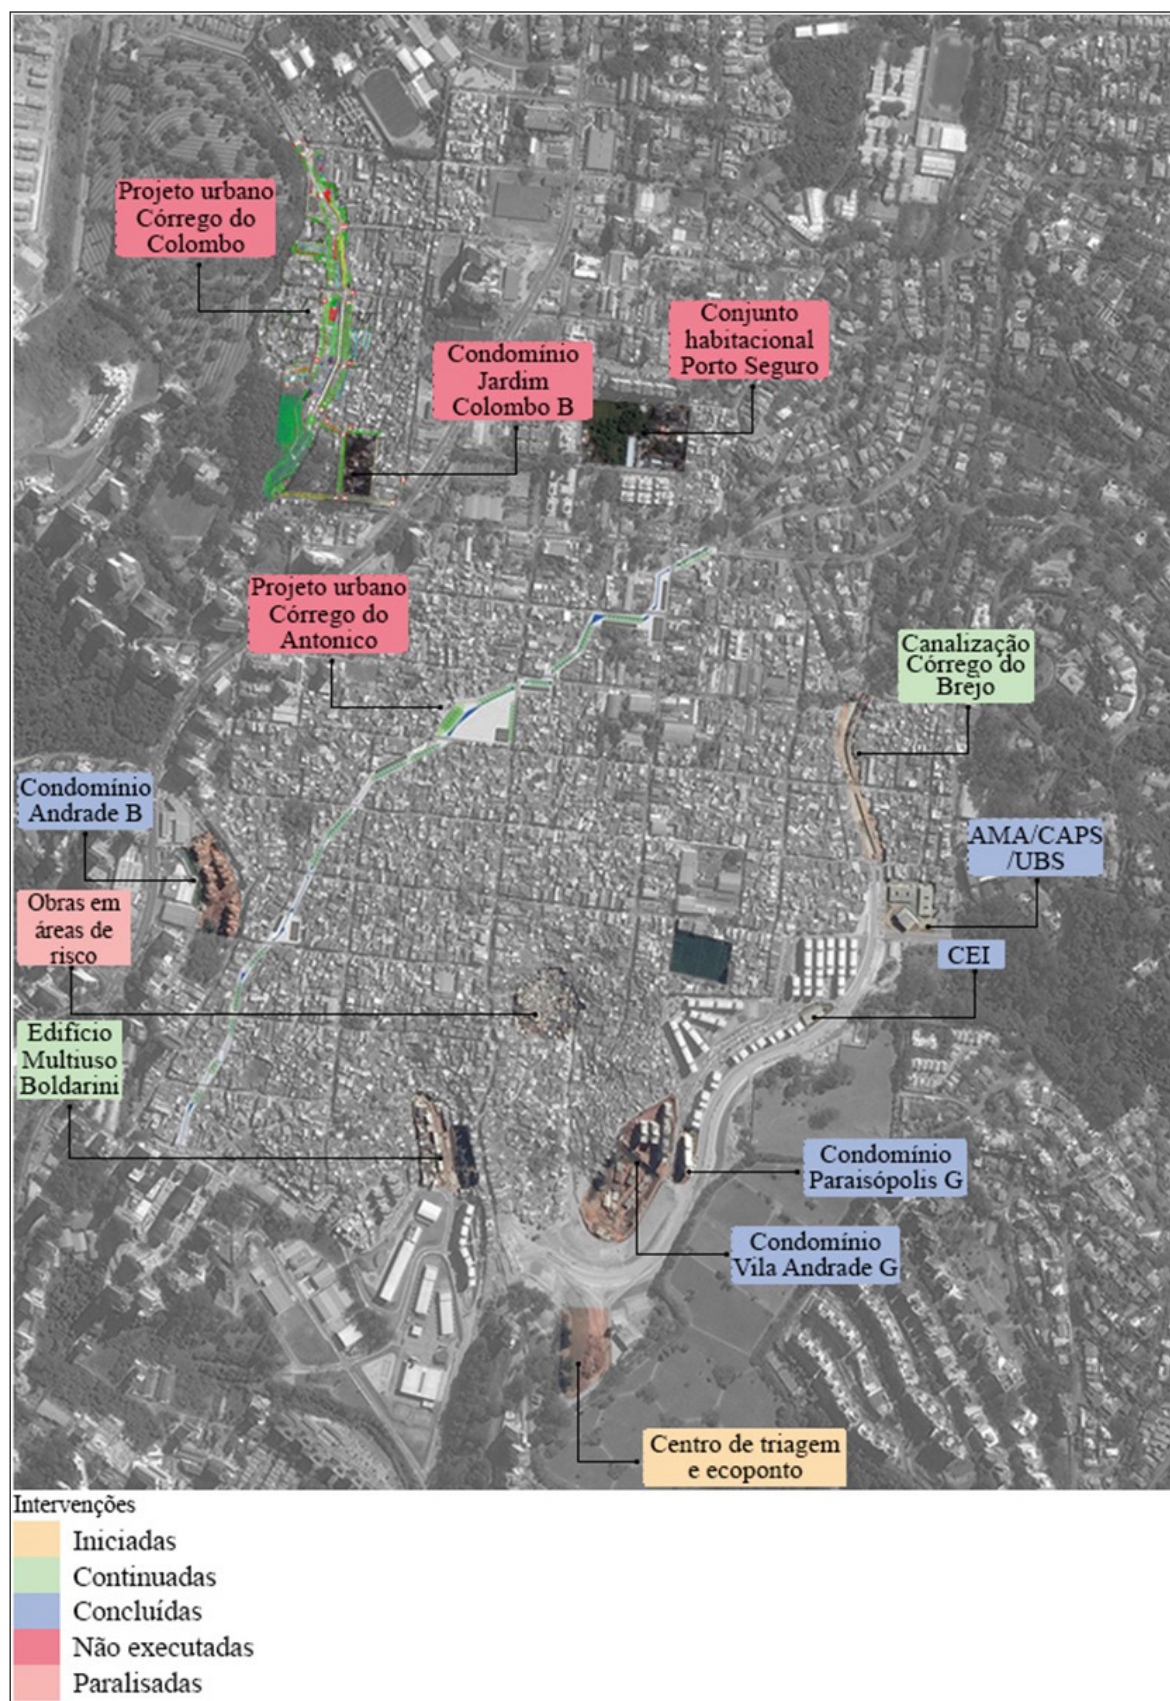 Projeto urbano
Córrego do
Colombo
Conjunto
habitacional
Porto Seguro
Condomínio
Jardim
Colombo B
Projeto urbano
Córrego do
Antonico
Canalização
Córrego do
Brejo
Condomínio
Andrade B
AMA/CAPS
/UBS
Obras em
áreas de
risco
CEI
Edifício
Multiuso
Boldarini
Condomínio
Paraisópolis G
Condomínio
Vila Andrade G
Centro de triagem
e ecoponto
Intervenções
Iniciadas
Continuadas
Concluídas
Não executadas
Paralisadas